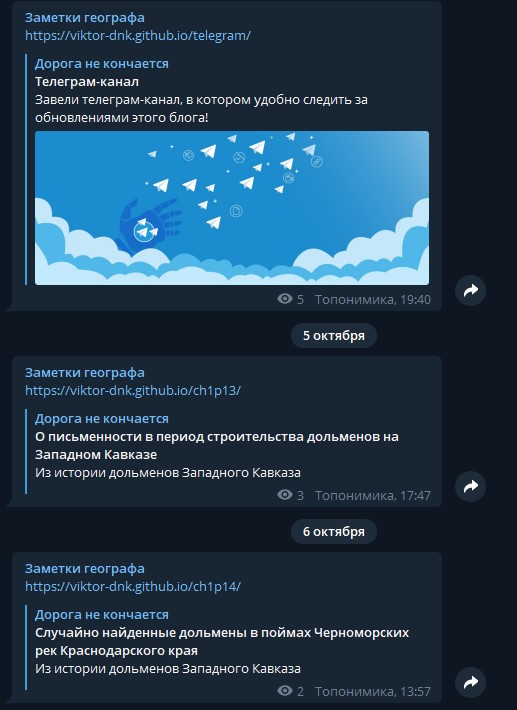 Заметки географа
https://viktor-dnk.github.io/telegram/
Дорога не кончается
Телеграм-канал
Завели телеграм-канал, в котором удобно следить за
обновлениями этого блога!
5 Топонимика, 19:40
5 октября
Заметки географа
https://viktor-dnk.github.io/ch1p13/
Дорога не кончается
О письменности в период строительства дольменов на
Западном Кавказе
Из истории дольменов Западного Кавказа
3 Топонимика, 17:47
6 октября
Заметки географа
https://viktor-dnk.github.io/ch1p14/
Дорога не кончается
Случайно найденные дольмены в поймах Черноморских
рек Краснодарского края
Из истории дольменов Западного Кавказа
2 Топонимика, 13:57